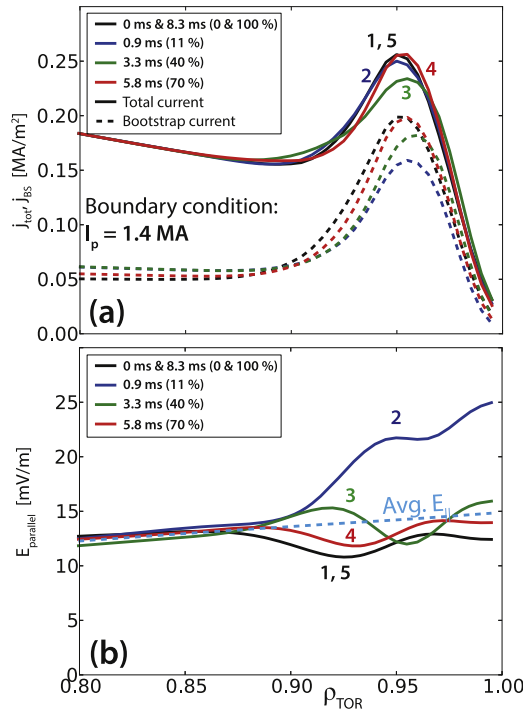 (a)
0 ms & 8.3 ms (0 & 100 %)
0.9 ms (11 %)
3.3 ms (40 %)
5.8 ms (70 %)
Total current
Bootstrap current
1, 5
2
4
3
0.25
0.20
0.15
0.10
0.05
0.00
j_tot, j_BS [MA/m²]
Boundary condition:
I_p = 1.4 MA
(b)
0 ms & 8.3 ms (0 & 100 %)
0.9 ms (11 %)
3.3 ms (40 %)
5.8 ms (70 %)
2
3
Avg. E_||
4
1, 5
25
20
15
10
5
0
E_parallel [mV/m]
0.80 0.85 0.90 0.95 1.00
ρ_TOR